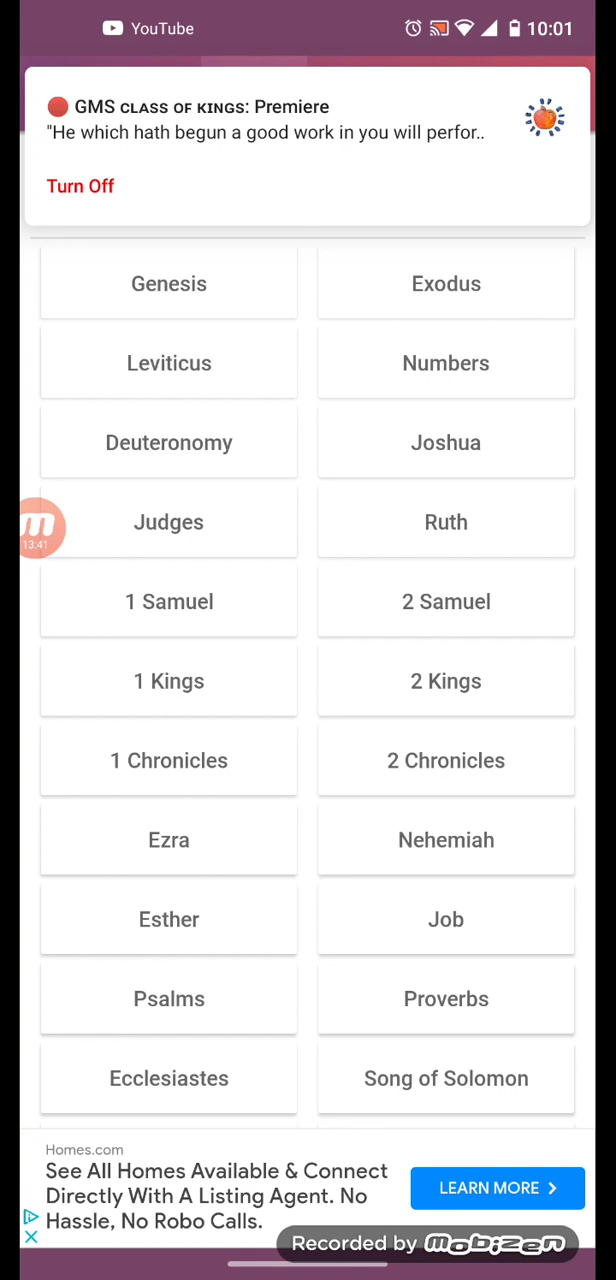 YouTube
10:01
GMS CLASS OF KINGS: Premiere
"He which hath begun a good work in you will perfor..
Turn Off
Genesis
Exodus
Leviticus
Numbers
Deuteronomy
Joshua
Judges
Ruth
13:41
1 Samuel
2 Samuel
1 Kings
2 Kings
1 Chronicles
2 Chronicles
Ezra
Nehemiah
Esther
Job
Psalms
Proverbs
Ecclesiastes
Song of Solomon
Homes.com
See All Homes Available & Connect
Directly With A Listing Agent. No
Hassle, No Robo Calls.
LEARN MORE
Recorded by mobizen